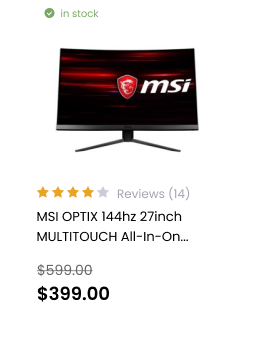 in stock
msi
Reviews (14)
MSI OPTIX 144hz 27inch
MULTITOUCH All-In-On...
$599.00
$399.00